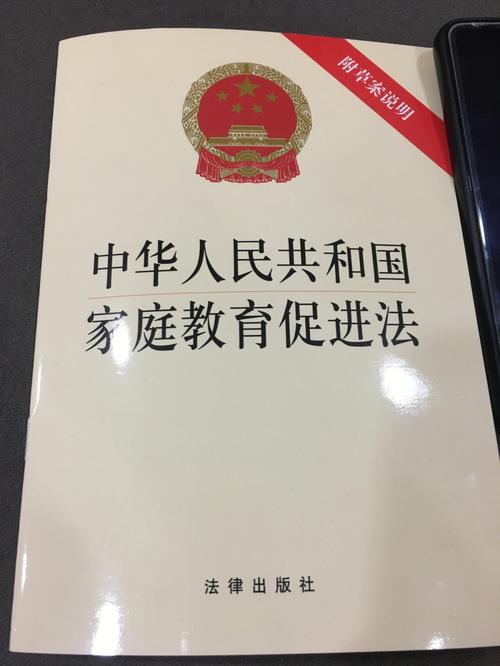 附草案说明
中华人民共和国
家庭教育促进法
法律出版社